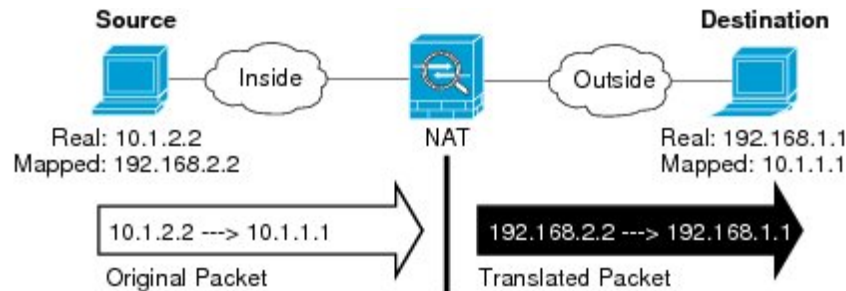 Source
Destination
Inside
Outside
Real: 10.1.2.2
Mapped: 192.168.2.2
NAT
Real: 192.168.1.1
Mapped: 10.1.1.1
10.1.2.2 ---> 10.1.1.1
192.168.2.2 ---> 192.168.1.1
Original Packet
Translated Packet